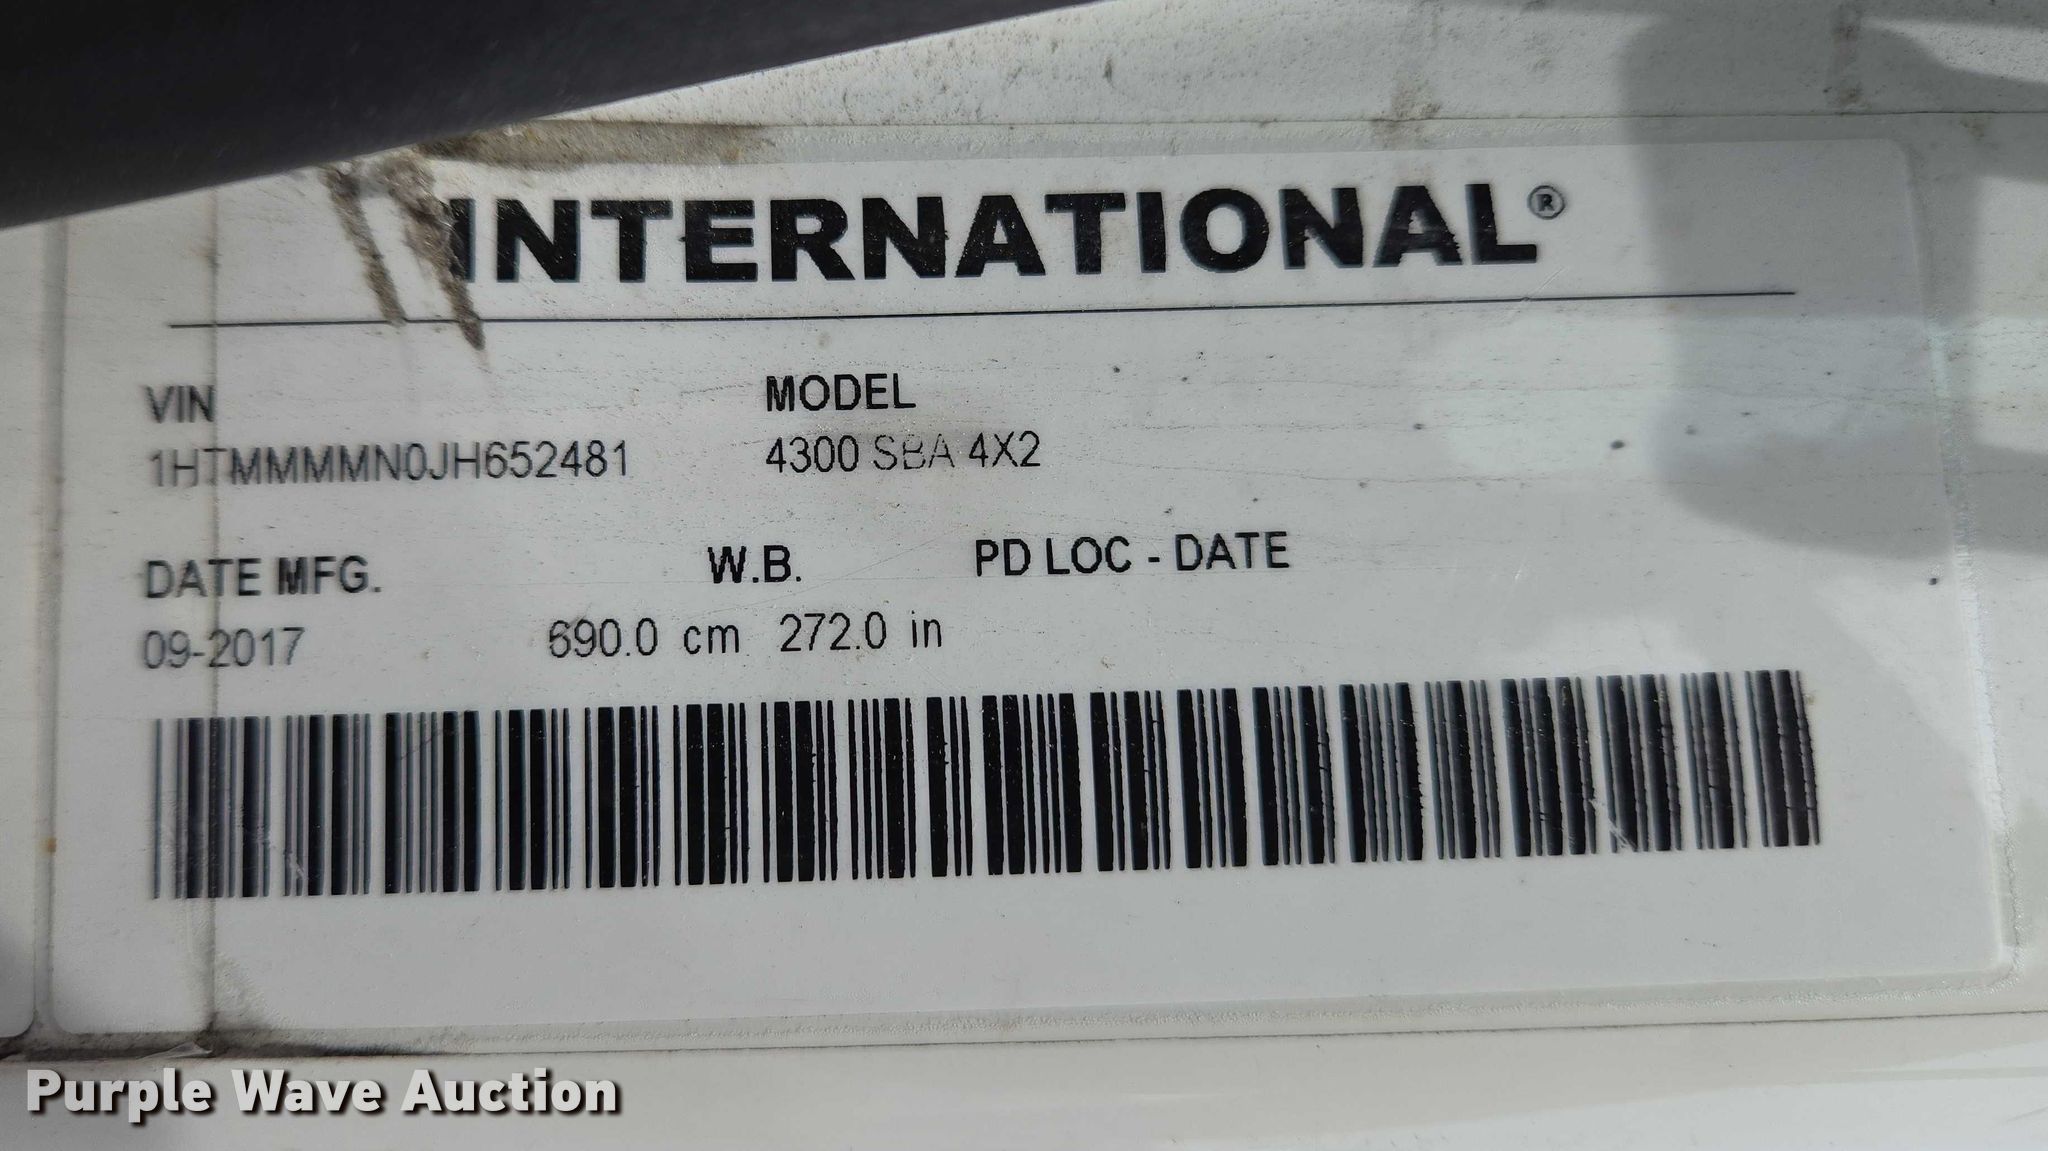 INTERNATIONAL®
VIN MODEL
1HTMMMMN0JH652481 4300 SBA 4X2
DATE MFG. W.B. PD LOC - DATE
09-2017 690.0 cm 272.0 in
Purple Wave Auction